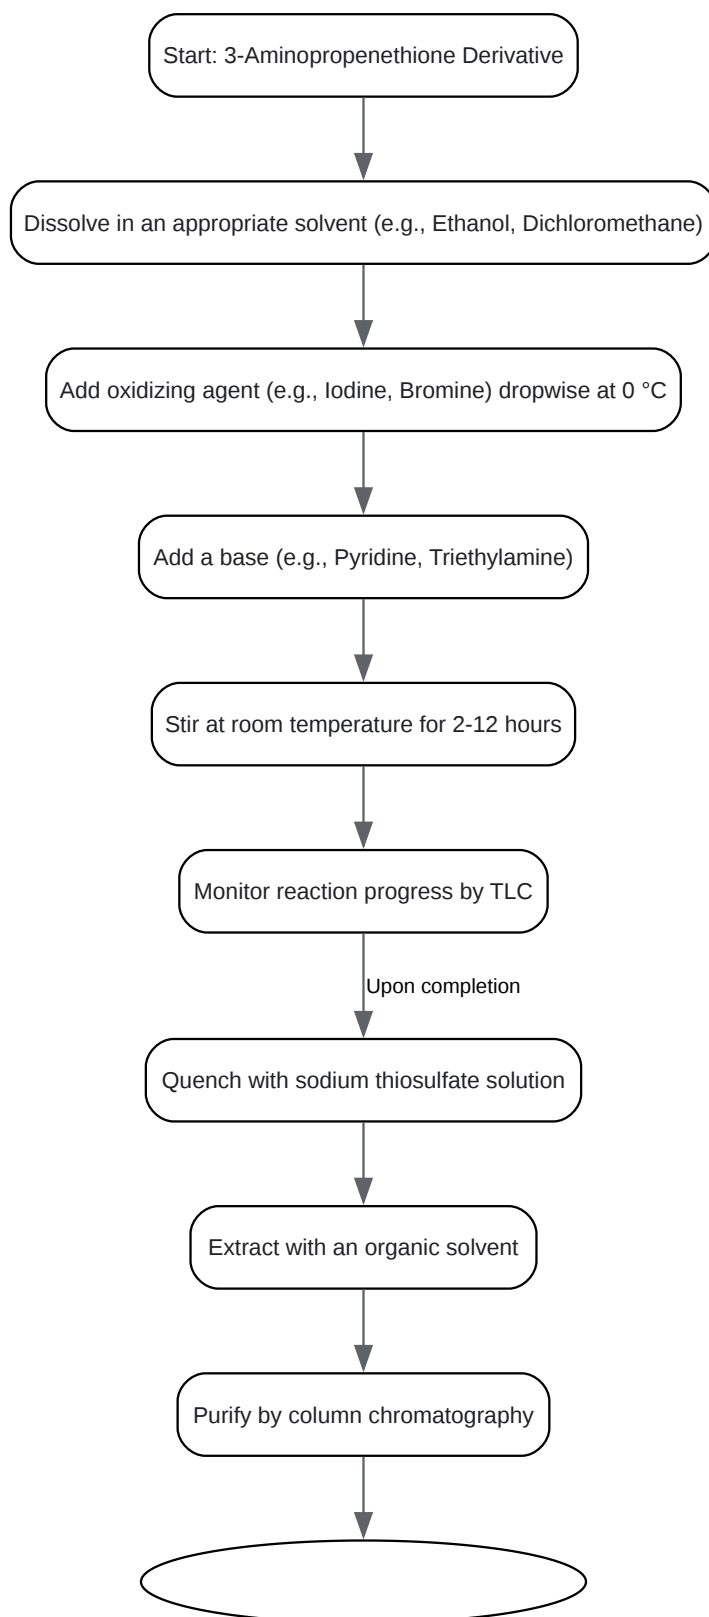 Start: 3-Aminopropenethione Derivative
Dissolve in an appropriate solvent (e.g., Ethanol, Dichloromethane)
Add oxidizing agent (e.g., Iodine, Bromine) dropwise at 0 °C
Add a base (e.g., Pyridine, Triethylamine)
Stir at room temperature for 2-12 hours
Monitor reaction progress by TLC
Upon completion
Quench with sodium thiosulfate solution
Extract with an organic solvent
Purify by column chromatography